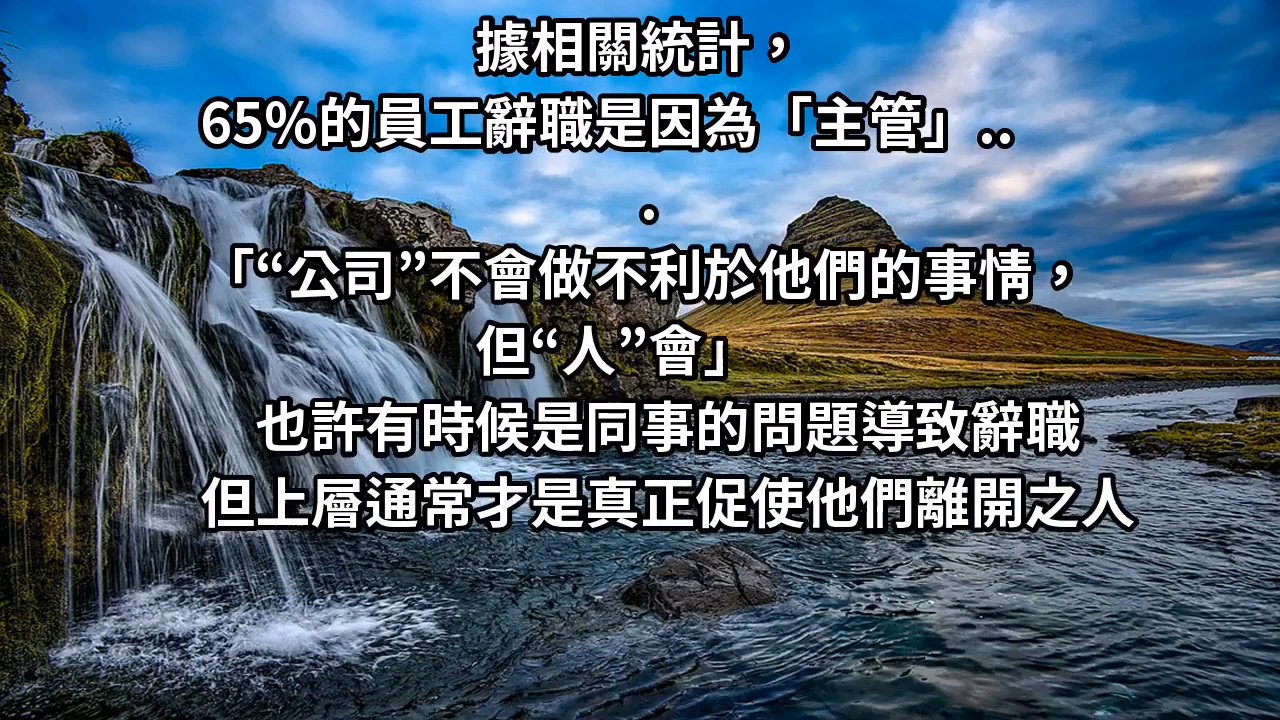 據相關統計，
65%的員工辭職是因為「主管」..
.
「“公司”不會做不利於他們的事情，
但“人”會」
也許有時候是同事的問題導致辭職
但上層通常才是真正促使他們離開之人